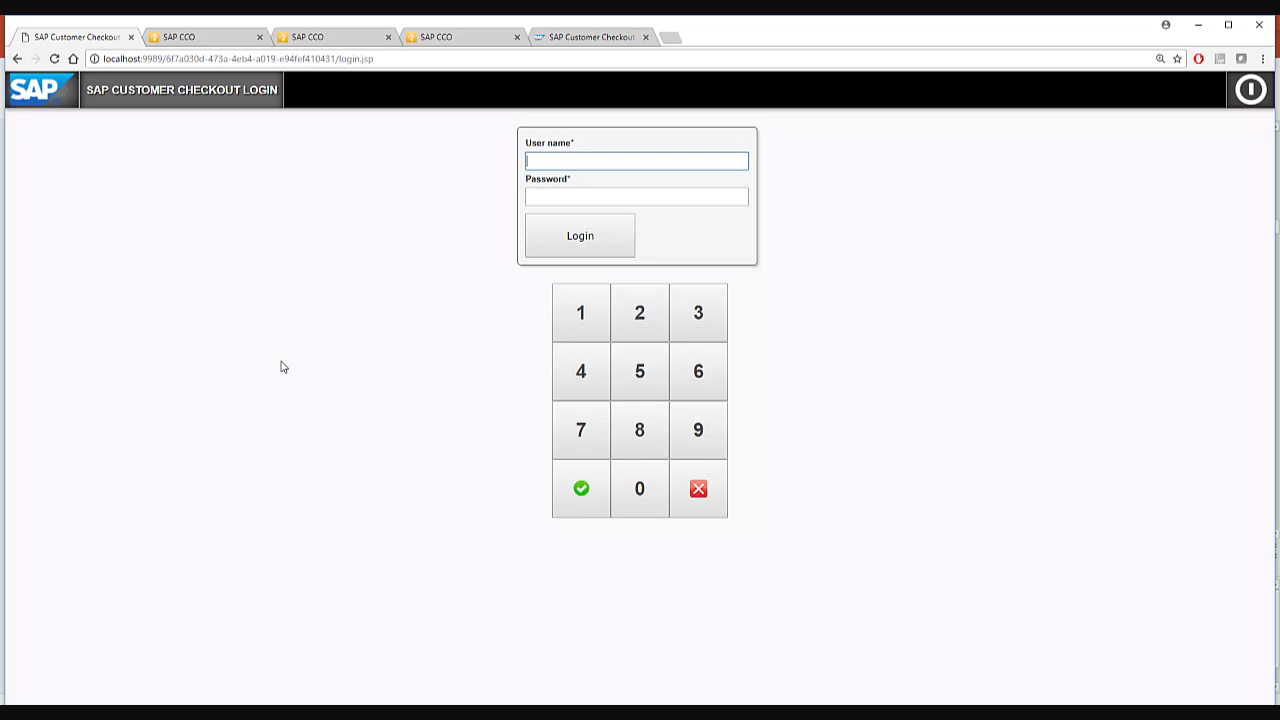 SAP Customer Checkout
SAP CCO
SAP CCO
SAP CCO
SAP Customer Checkout
localhost:9989/6f7a030d-473a-4eb4-a019-e94fef410431/login.jsp
SAP
SAP CUSTOMER CHECKOUT LOGIN
User name*
Password*
Login
1 2 3
4 5 6
7 8 9
0